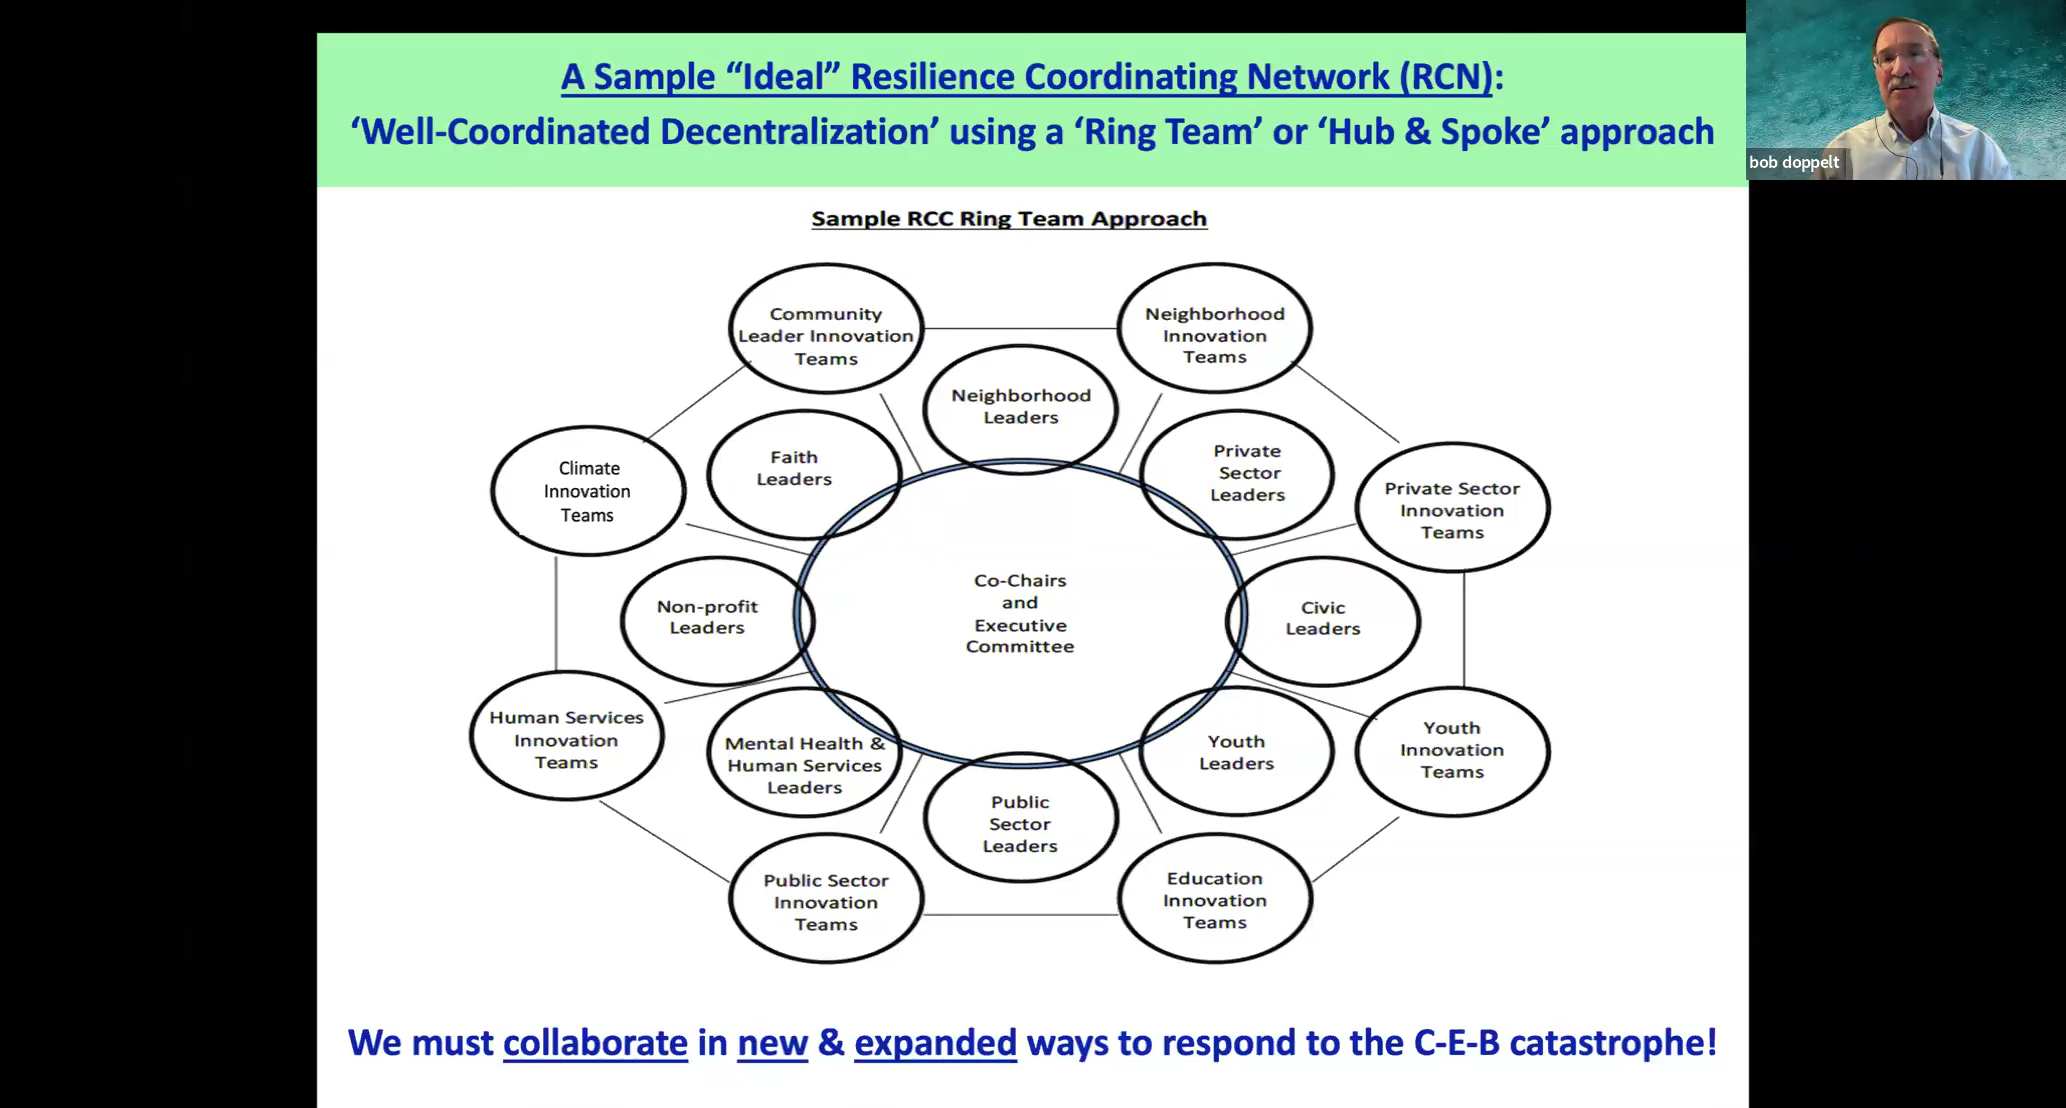 A Sample “Ideal” Resilience Coordinating Network (RCN):
‘Well-Coordinated Decentralization’ using a ‘Ring Team’ or ‘Hub & Spoke’ approach
bob doppelt
Sample RCC Ring Team Approach
Community
Leader Innovation
Teams
Neighborhood
Innovation
Teams
Neighborhood
Leaders
Faith
Leaders
Private
Sector
Leaders
Climate
Innovation
Teams
Private Sector
Innovation
Teams
Non-profit
Leaders
Co-Chairs
and
Executive
Committee
Civic
Leaders
Human Services
Innovation
Teams
Mental Health &
Human Services
Leaders
Youth
Leaders
Youth
Innovation
Teams
Public
Sector
Leaders
Public Sector
Innovation
Teams
Education
Innovation
Teams
We must collaborate in new & expanded ways to respond to the C-E-B catastrophe!